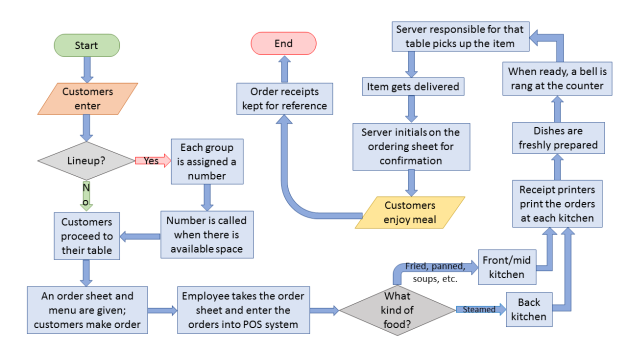 Start
Customers
enter
Lineup?
Yes
Each group
is assigned a
number
Number is called
when there is
available space
N
o
Customers
proceed to
their table
An order sheet and
menu are given;
customers make order
Employee takes the order
sheet and enter the
orders into POS system
What
kind of
food?
Fried, panned,
soups, etc.
Front/mid
kitchen
Steamed
Back
kitchen
Receipt printers
print the orders
at each kitchen
Dishes are
freshly prepared
When ready, a bell is
rang at the counter
Server responsible for that
table picks up the item
Item gets delivered
Server initials on the
ordering sheet for
confirmation
Customers
enjoy meal
Order receipts
kept for reference
End